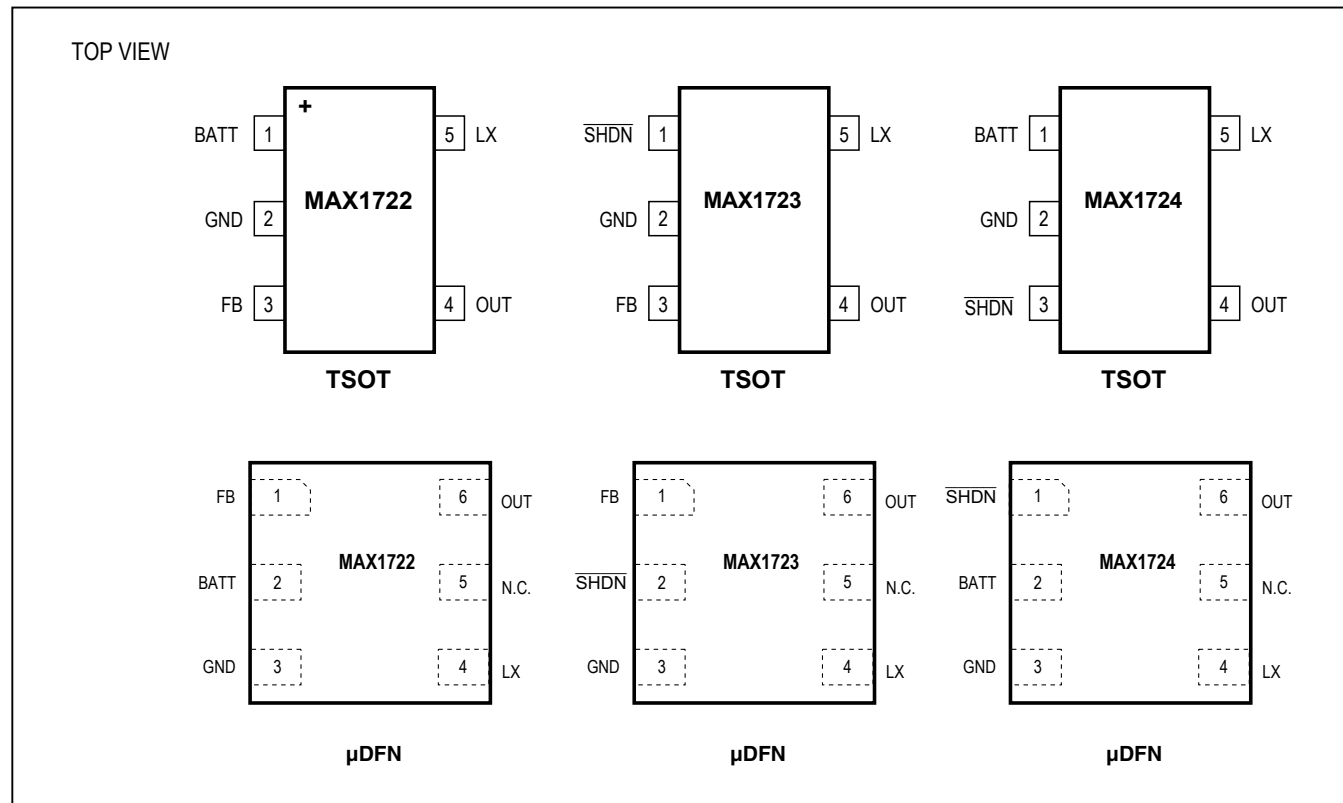 TOP VIEW
+
BATT 1 5 LX
MAX1722
GND 2
FB 3 4 OUT
TSOT
SHDN 1 5 LX
MAX1723
GND 2
FB 3 4 OUT
TSOT
BATT 1 5 LX
MAX1724
GND 2
SHDN 3 4 OUT
TSOT
FB 1 6 OUT
MAX1722
BATT 2 5 N.C.
GND 3 4 LX
µDFN
FB 1 6 OUT
MAX1723
SHDN 2 5 N.C.
GND 3 4 LX
µDFN
SHDN 1 6 OUT
MAX1724
BATT 2 5 N.C.
GND 3 4 LX
µDFN